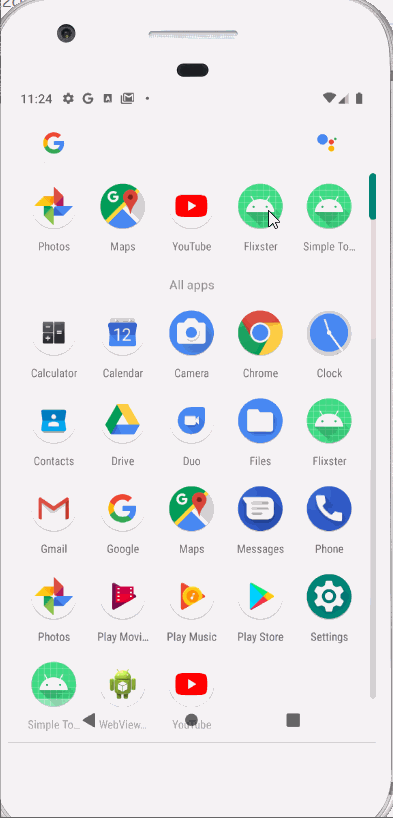 11:24
Photos Maps YouTube Flixster Simple To…
All apps
12
Calculator Calendar Camera Chrome Clock
Contacts Drive Duo Files Flixster
Gmail Google Maps Messages Phone
Photos Play Movi… Play Music Play Store Settings
Simple To… WebView… YouTube